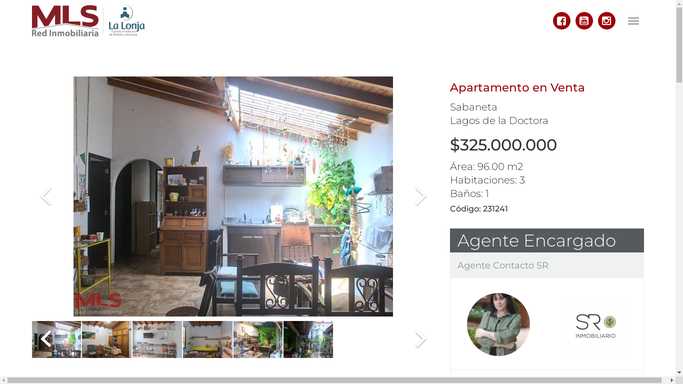 MLS
Red Inmobiliaria
La Lonja
Apartamento en Venta
Sabaneta
Lagos de la Doctora
$325.000.000
Área: 96.00 m2
Habitaciones: 3
Baños: 1
Código: 231241
MLS
Agente Encargado
Agente Contacto SR
SR
INMOBILIARIO